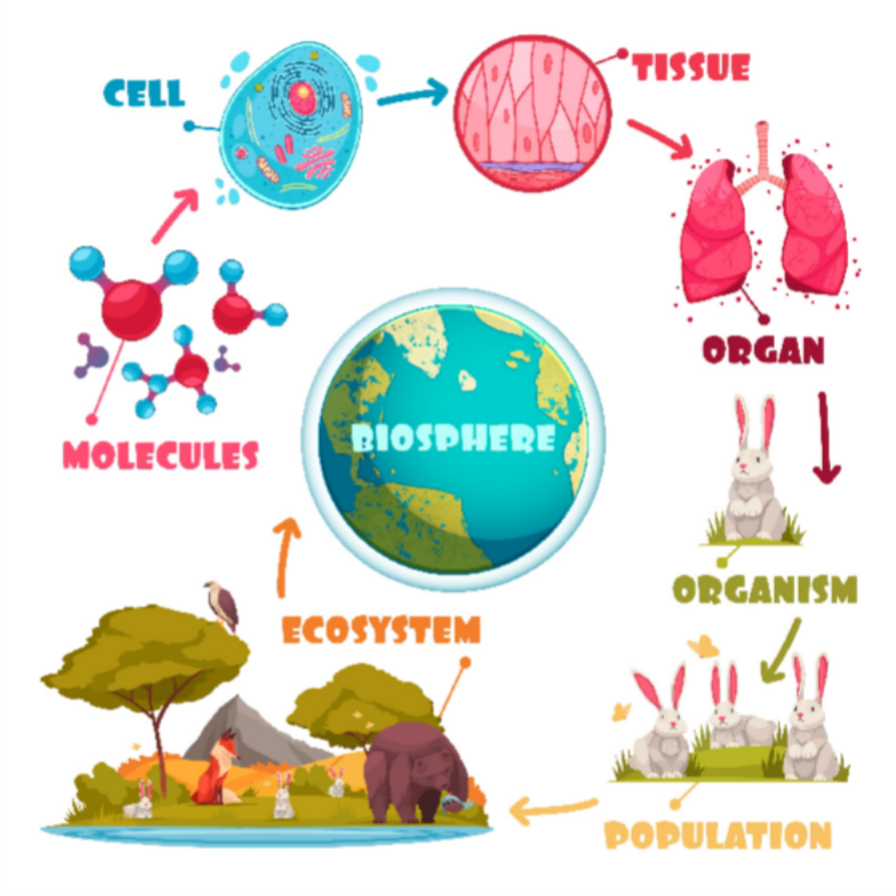 CELL
TISSUE
ORGAN
MOLECULES
BIOSPHERE
ORGANISM
ECOSYSTEM
POPULATION